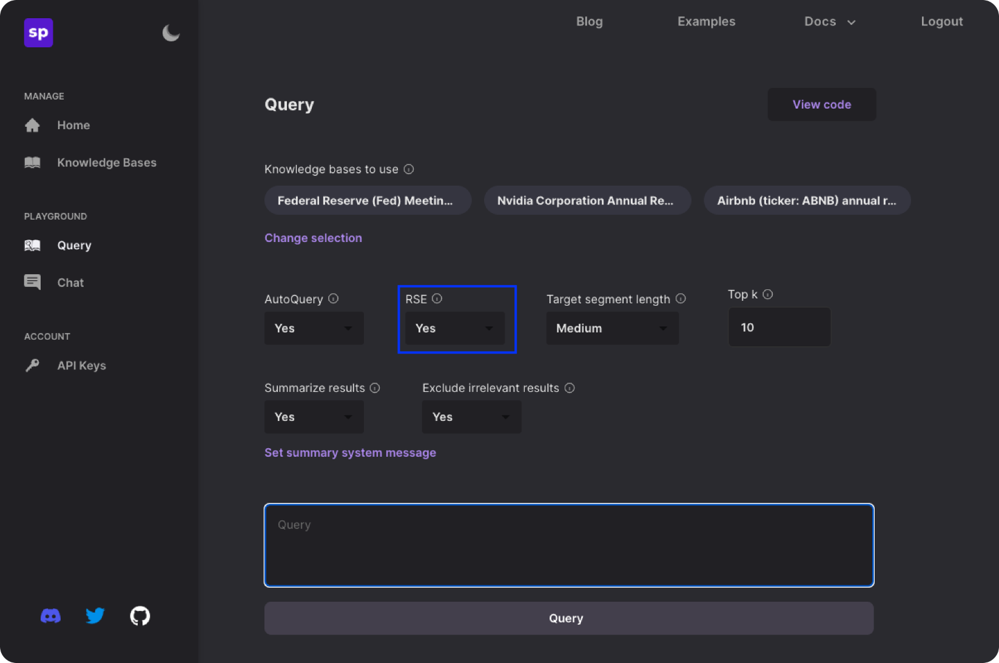 sp
Blog
Examples
Docs
Logout
MANAGE
Home
Knowledge Bases
PLAYGROUND
Query
Chat
ACCOUNT
API Keys
Query
View code
Knowledge bases to use
Federal Reserve (Fed) Meetin...
Nvidia Corporation Annual Re...
Airbnb (ticker: ABNB) annual r...
Change selection
AutoQuery
Yes
RSE
Yes
Target segment length
Medium
Top k
10
Summarize results
Yes
Exclude irrelevant results
Yes
Set summary system message
Query
Query